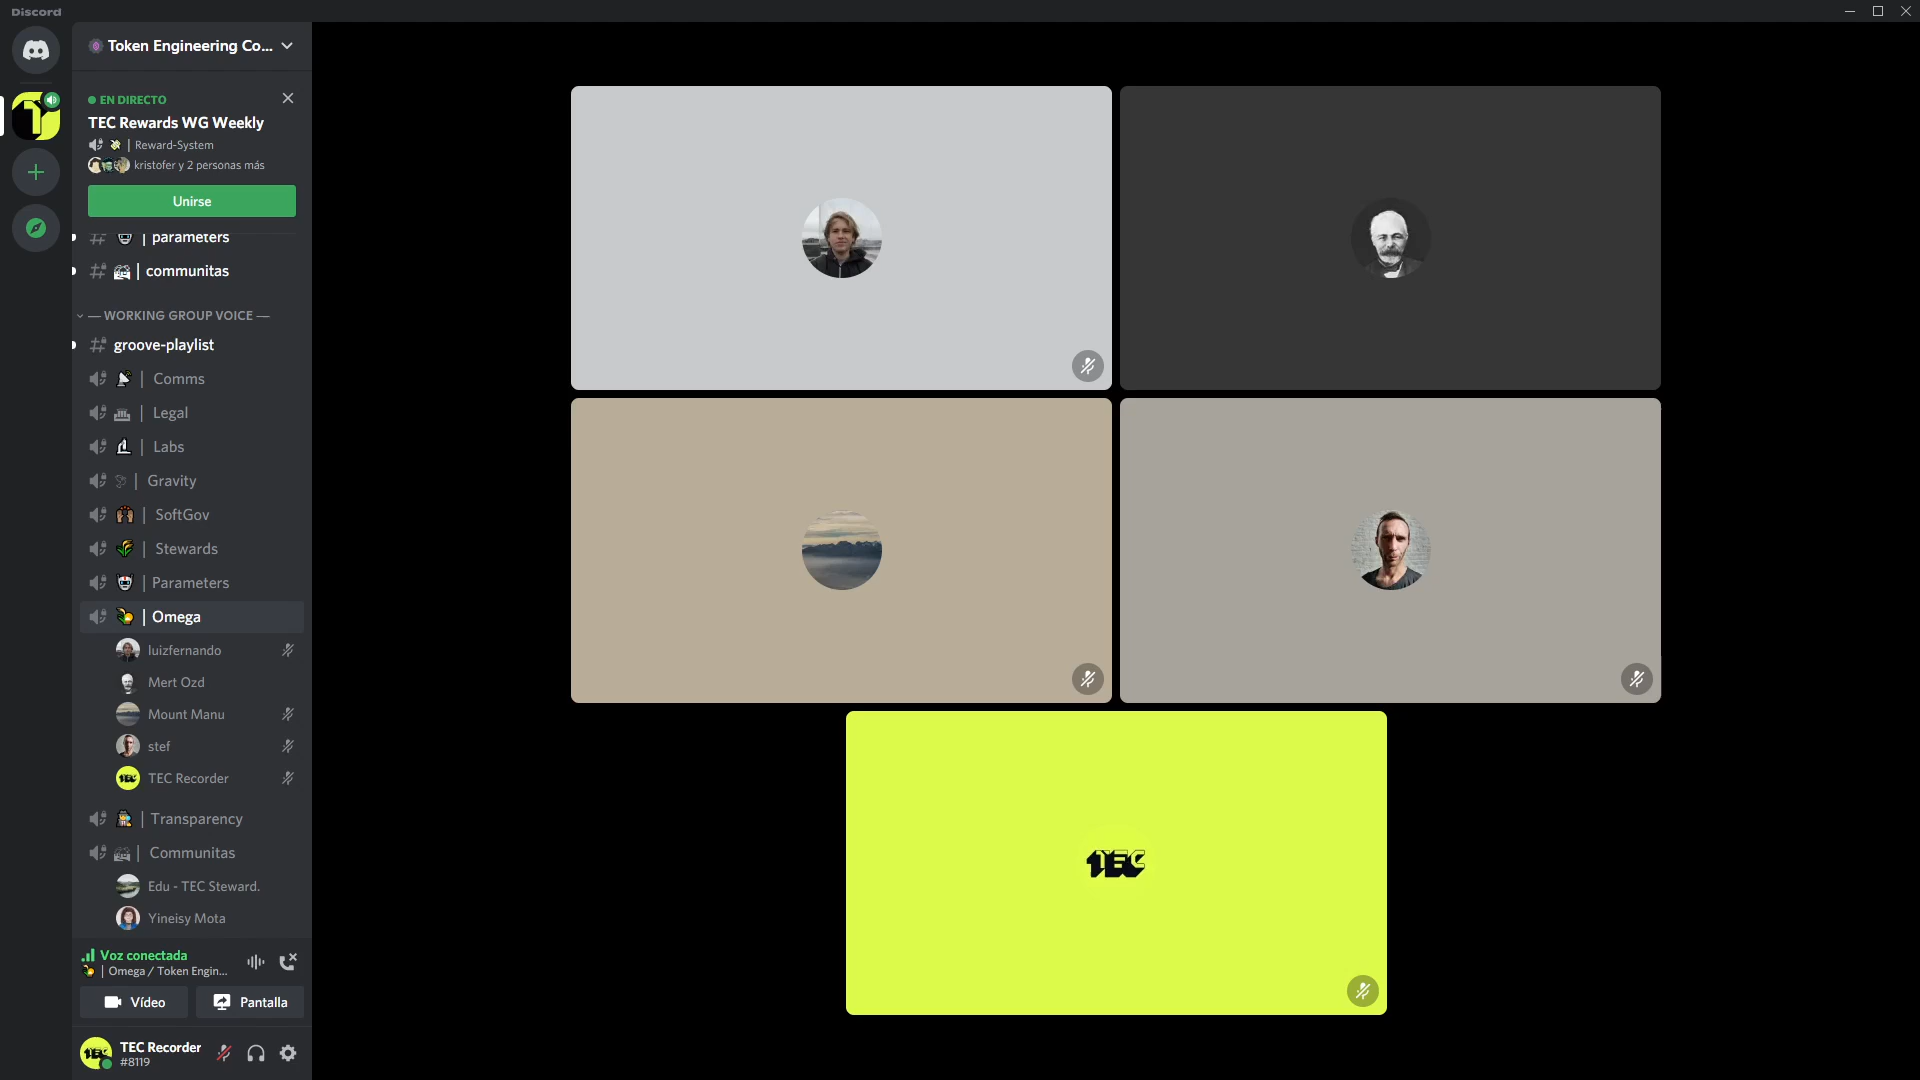 Discord
Token Engineering Co...
EN DIRECTO
TEC Rewards WG Weekly
| Reward-System
kristofer y 2 personas más
Unirse
| parameters
| communitas
— WORKING GROUP VOICE —
groove-playlist
| Comms
| Legal
| Labs
| Gravity
| SoftGov
| Stewards
| Parameters
| Omega
luizfernando
Mert Ozd
Mount Manu
stef
TEC Recorder
| Transparency
| Communitas
Edu - TEC Steward.
Yineisy Mota
Voz conectada
| Omega / Token Engin...
Vídeo
Pantalla
TEC Recorder
#8119
TEC